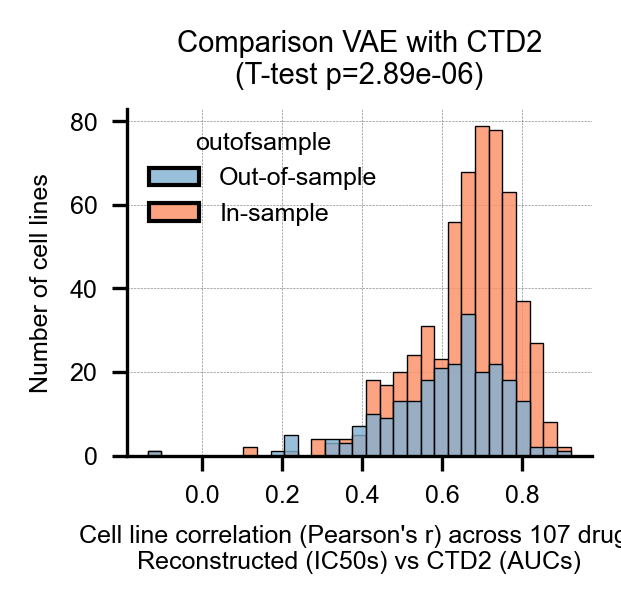 Comparison VAE with CTD2
(T-test p=2.89e-06)
80
60
40
20
0
Number of cell lines
outofsample
Out-of-sample
In-sample
0.0 0.2 0.4 0.6 0.8
Cell line correlation (Pearson's r) across 107 drug
Reconstructed (IC50s) vs CTD2 (AUCs)